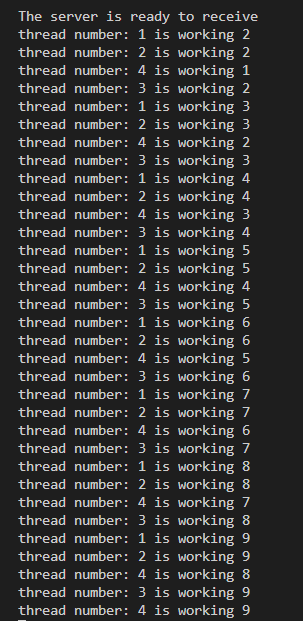 The server is ready to receive
thread number: 1 is working 2
thread number: 2 is working 2
thread number: 4 is working 1
thread number: 3 is working 2
thread number: 1 is working 3
thread number: 2 is working 3
thread number: 4 is working 2
thread number: 3 is working 3
thread number: 1 is working 4
thread number: 2 is working 4
thread number: 4 is working 3
thread number: 3 is working 4
thread number: 1 is working 5
thread number: 2 is working 5
thread number: 4 is working 4
thread number: 3 is working 5
thread number: 1 is working 6
thread number: 2 is working 6
thread number: 4 is working 5
thread number: 3 is working 6
thread number: 1 is working 7
thread number: 2 is working 7
thread number: 4 is working 6
thread number: 3 is working 7
thread number: 1 is working 8
thread number: 2 is working 8
thread number: 4 is working 7
thread number: 3 is working 8
thread number: 1 is working 9
thread number: 2 is working 9
thread number: 4 is working 8
thread number: 3 is working 9
thread number: 4 is working 9